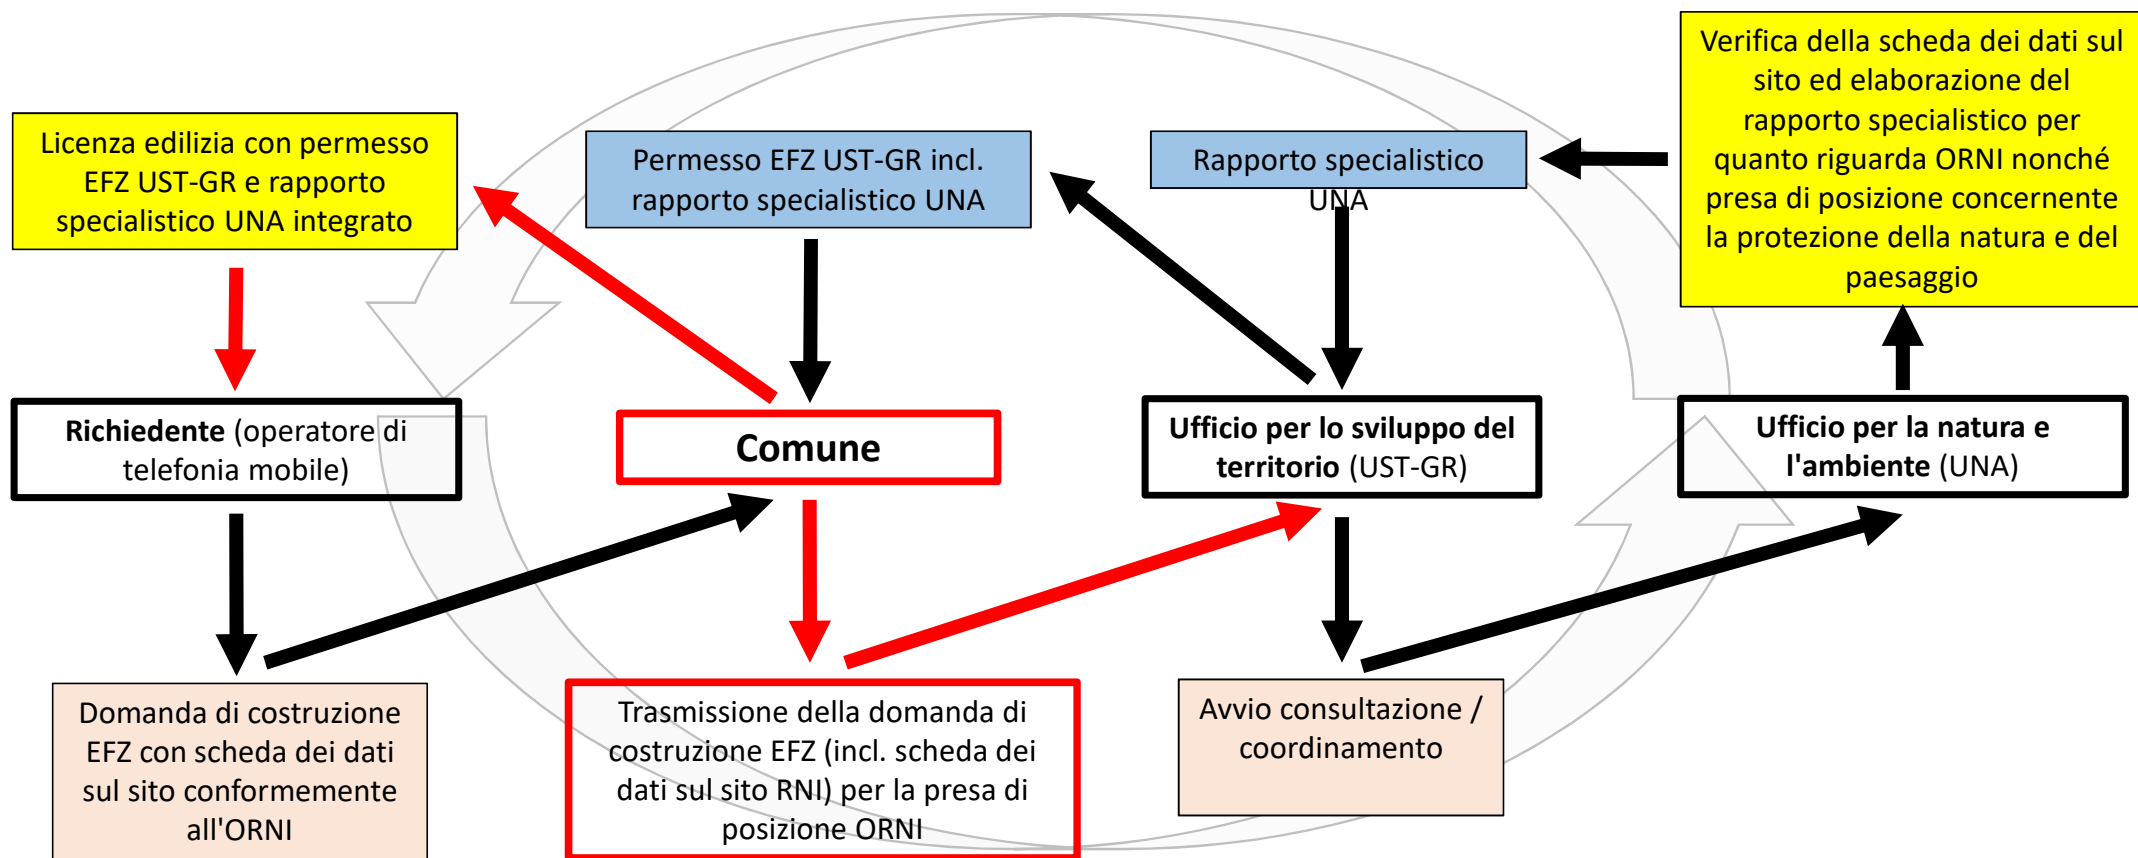 Licenza edilizia con permesso
EFZ UST-GR e rapporto
specialistico UNA integrato
Permesso EFZ UST-GR incl.
rapporto specialistico UNA
Rapporto specialistico
UNA
Verifica della scheda dei dati sul
sito ed elaborazione del
rapporto specialistico per
quanto riguarda ORNI nonché
presa di posizione concernente
la protezione della natura e del
paesaggio
Richiedente (operatore di
telefonia mobile)
Comune
Ufficio per lo sviluppo del
territorio (UST-GR)
Ufficio per la natura e
l'ambiente (UNA)
Domanda di costruzione
EFZ con scheda dei dati
sul sito conformemente
all'ORNI
Trasmissione della domanda di
costruzione EFZ (incl. scheda dei
dati sul sito RNI) per la presa di
posizione ORNI
Avvio consultazione /
coordinamento